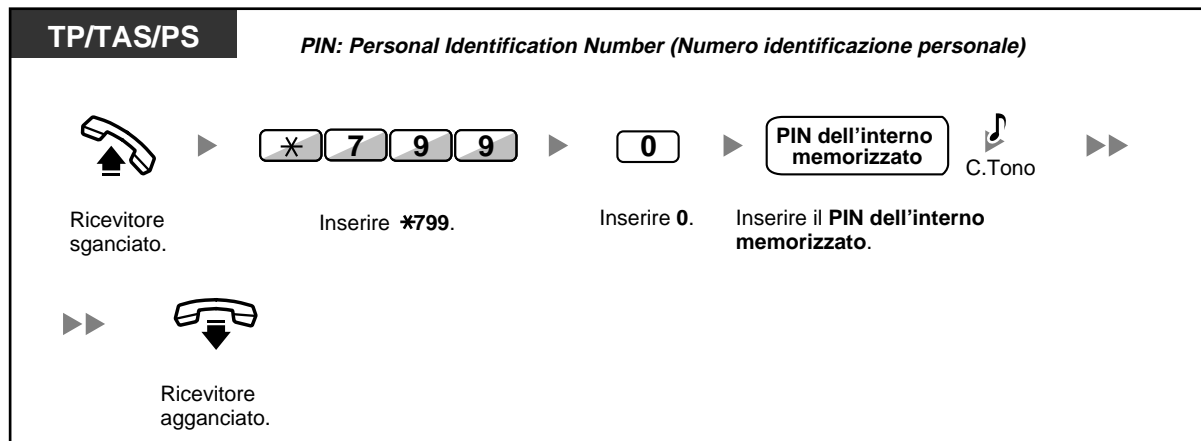 TP/TAS/PS
PIN: Personal Identification Number (Numero identificazione personale)
* 7 9 9
0
PIN dell'interno
memorizzato
C.Tono
Ricevitore
sganciato.
Inserire *799.
Inserire 0.
Inserire il PIN dell'interno
memorizzato.
Ricevitore
agganciato.